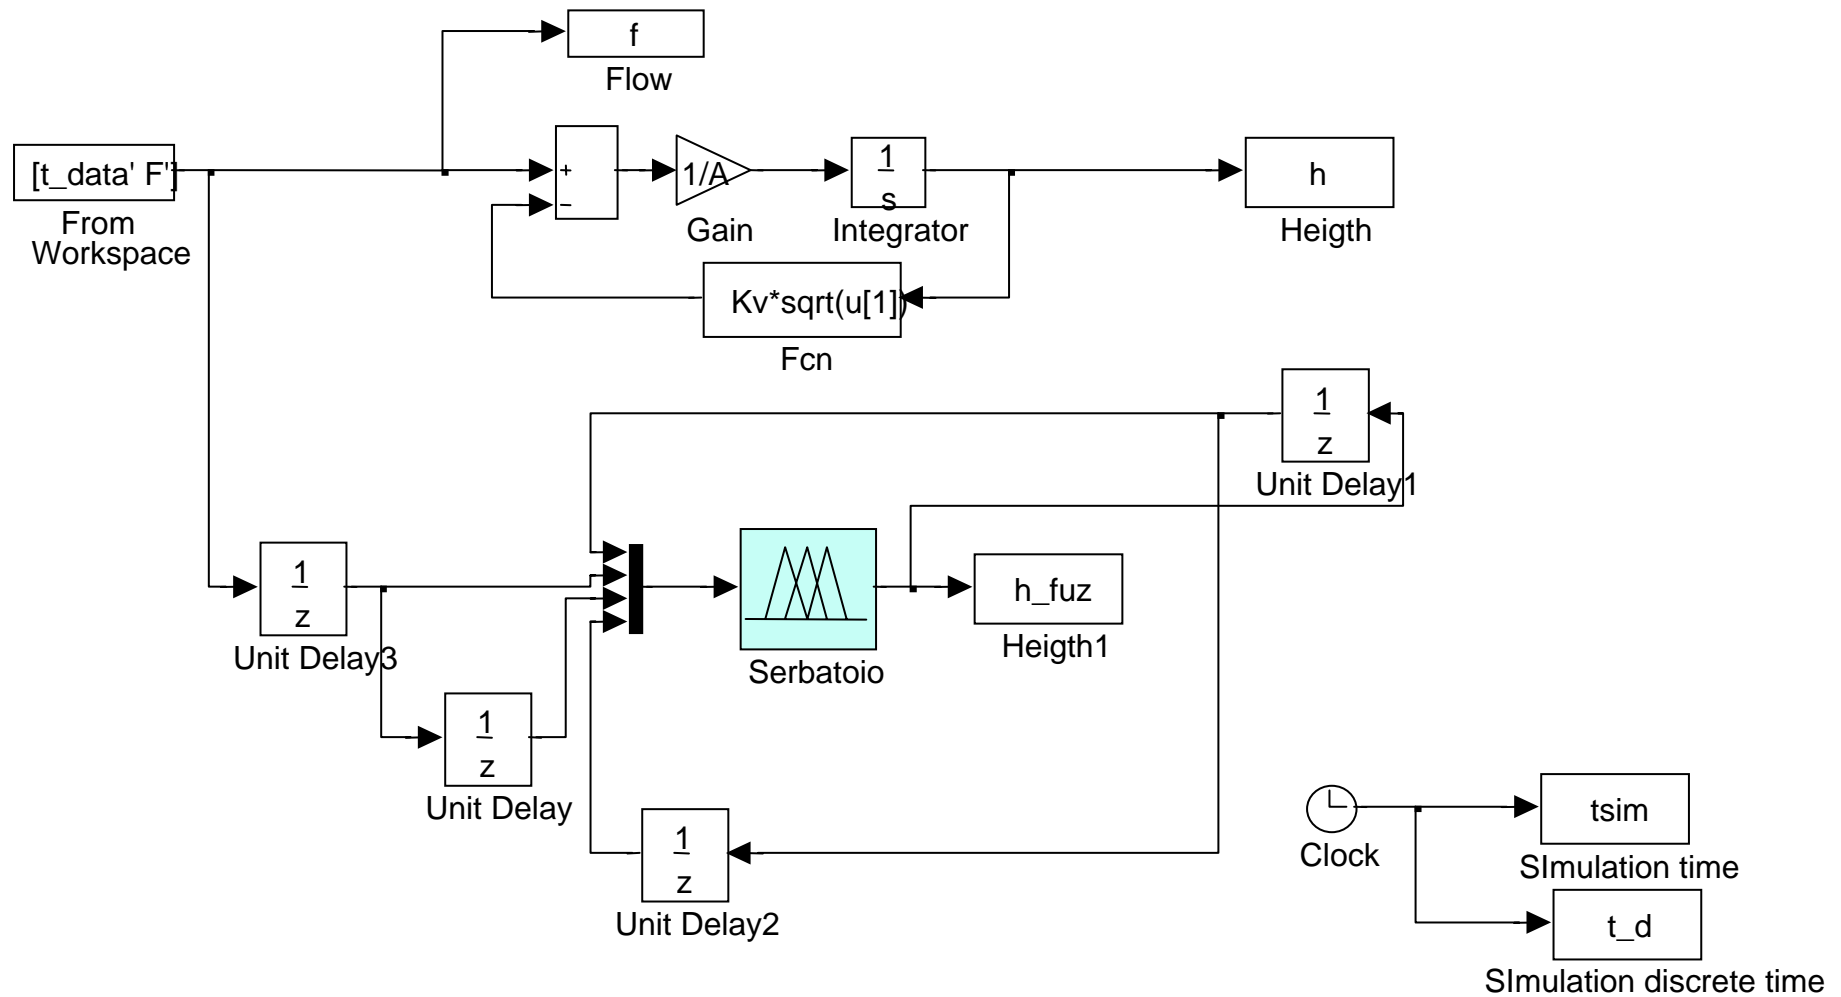 f
Flow
[t_data' F']
From
Workspace
+
−
1/A
Gain
1
s
Integrator
h
Heigth
Kv*sqrt(u[1])
Fcn
1
z
Unit Delay1
1
z
Unit Delay3
Serbatoio
h_fuz
Heigth1
1
z
Unit Delay
1
z
Unit Delay2
Clock
tsim
SImulation time
t_d
SImulation discrete time